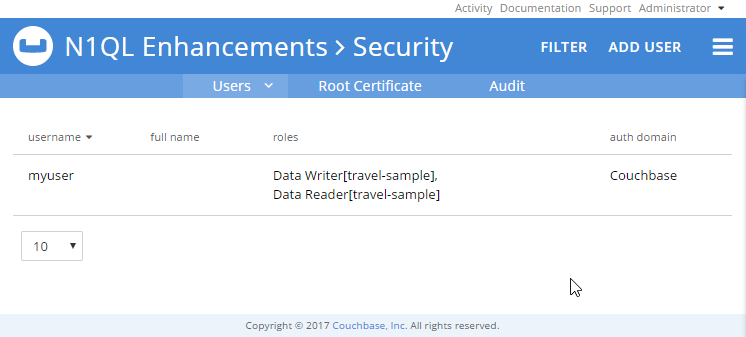 Activity Documentation Support Administrator
N1QL Enhancements > Security FILTER ADD USER
Users Root Certificate Audit
username full name roles auth domain
myuser Data Writer[travel-sample], Couchbase
Data Reader[travel-sample]
10
Copyright © 2017 Couchbase, Inc. All rights reserved.